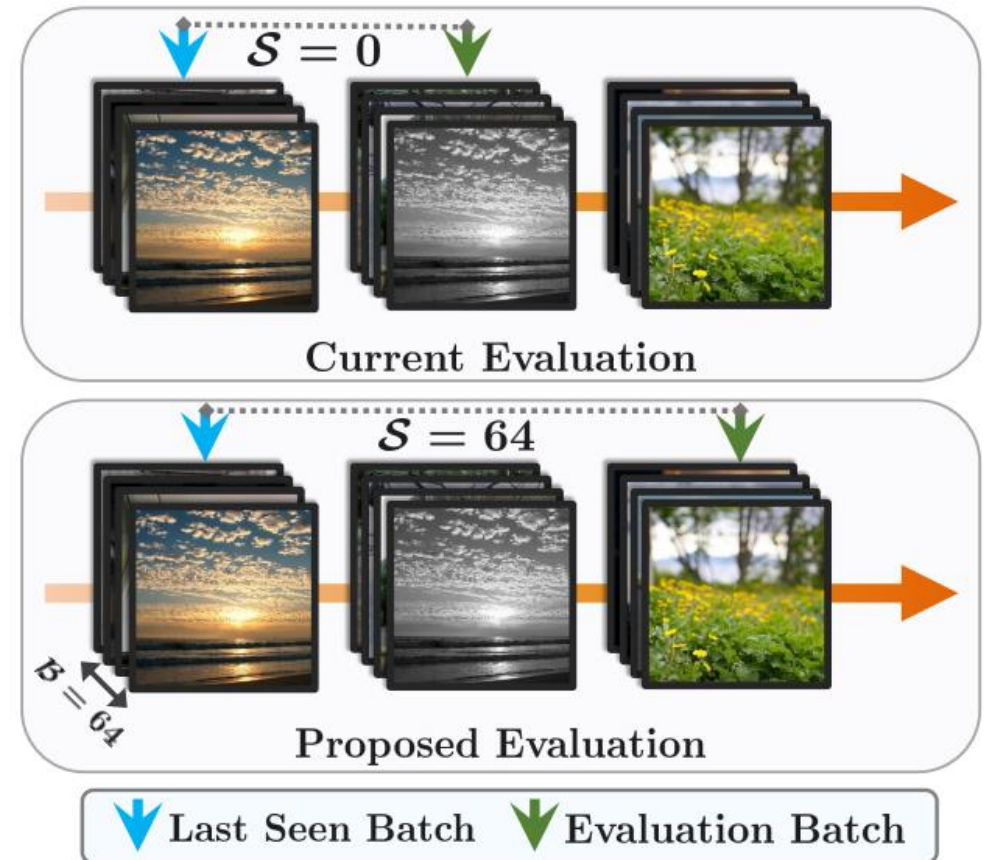 𝒮 = 0
Current Evaluation
𝒮 = 64
ℬ = 64
Proposed Evaluation
Last Seen Batch
Evaluation Batch